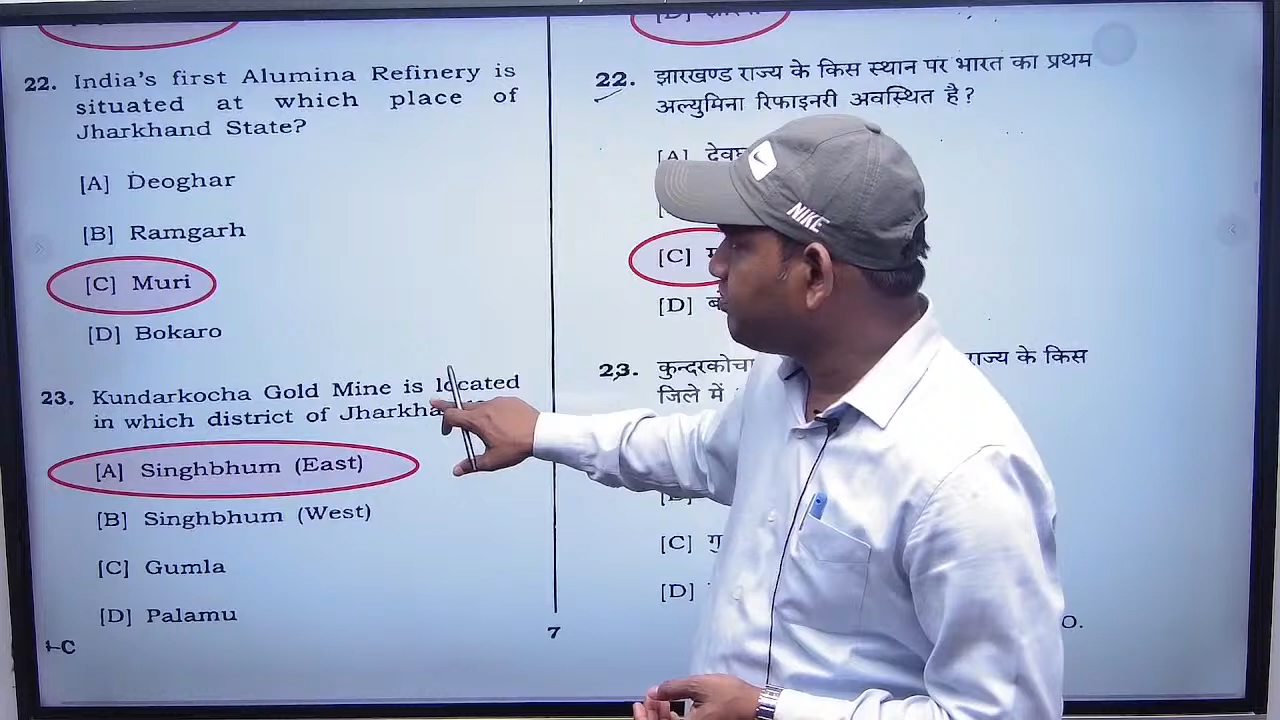 22. India's first Alumina Refinery is
situated at which place of
Jharkhand State?
[A] Deoghar
[B] Ramgarh
[C] Muri
[D] Bokaro
23. Kundarkocha Gold Mine is located
in which district of
[A] Singhbhum (East)
[B] Singhbhum (West)
[C] Gumla
[D] Palamu
22. झारखण्ड राज्य के किस स्थान पर भारत का प्रथम
अल्युमिना रिफाइनरी अवस्थित है?
[A]
[C]
[D]
23. कुन्दरकोचा राज्य के किस
जिले में
[C]
[D]
7
NIKE